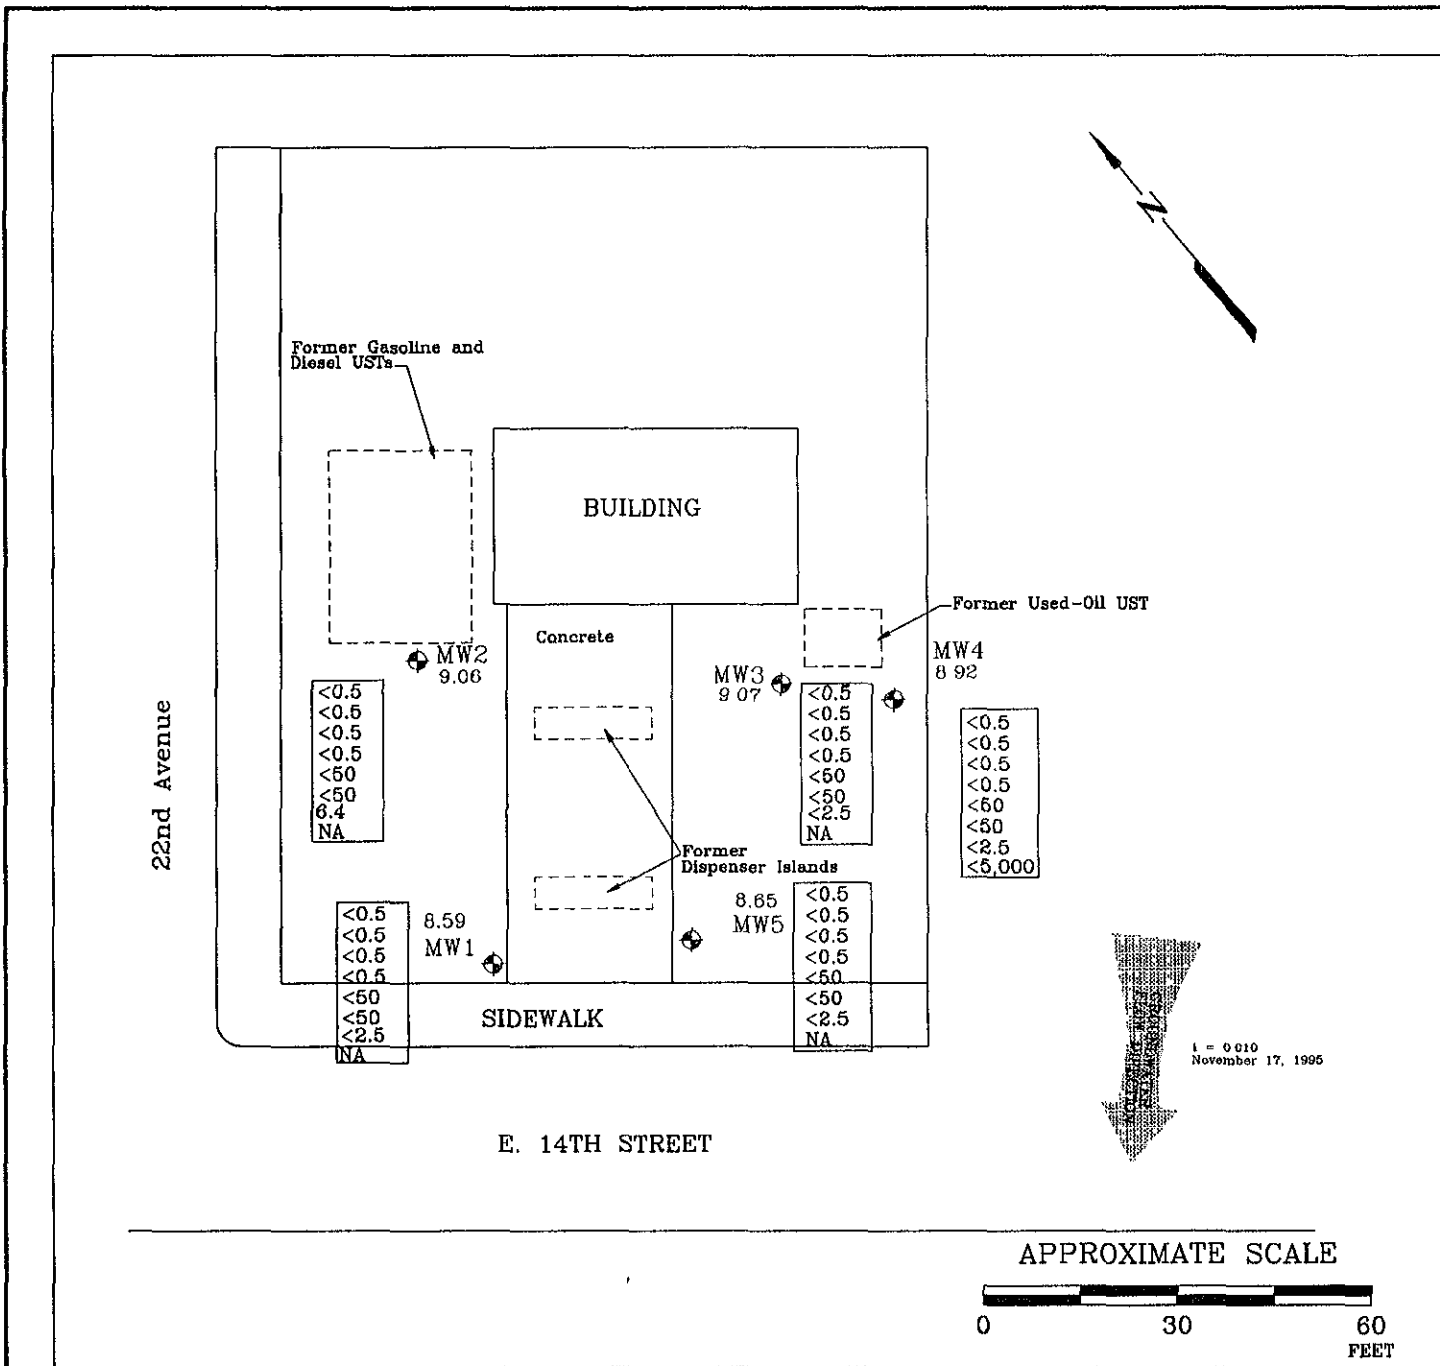 N
Former Gasoline and
Diesel USTs
BUILDING
Former Used-Oil UST
Concrete
MW2
9.06
MW3
9 07
MW4
8 92
22nd Avenue
<0.5
<0.5
<0.5
<0.5
<50
<50
6.4
NA
<0.5
<0.5
<0.5
<0.5
<50
<50
<2.5
NA
<0.5
<0.5
<0.5
<0.5
<50
<50
<2.5
<5,000
Former
Dispenser Islands
<0.5
<0.5
<0.5
<0.5
<50
<50
<2.5
NA
8.59
MW1
8.65
MW5
<0.5
<0.5
<0.5
<0.5
<50
<50
<2.5
NA
SIDEWALK
i = 0 010
November 17, 1995
E. 14TH STREET
APPROXIMATE SCALE
0 30 60
FEET